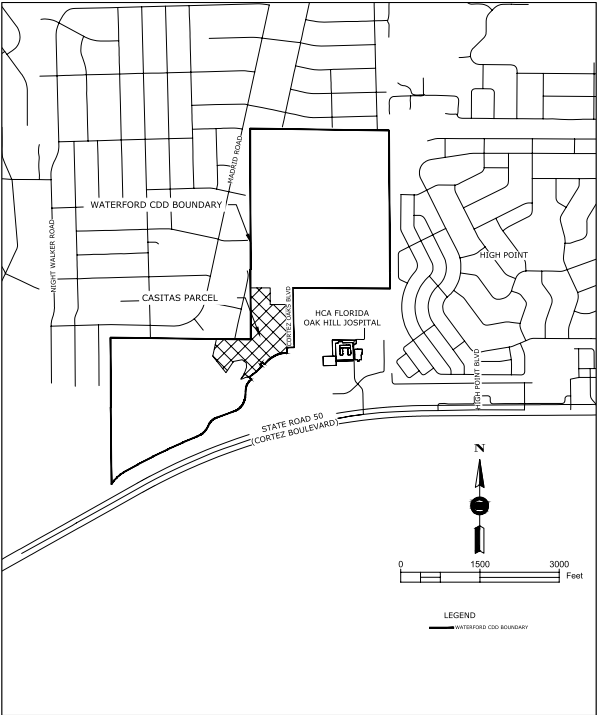 MADRID ROAD
WATERFORD CDD BOUNDARY
NIGHT WALKER ROAD
HIGH POINT
CASITAS PARCEL
CORTEZ OAKS BLVD
HCA FLORIDA
OAK HILL JOSPITAL
HIGH POINT BLVD
STATE ROAD 50
(CORTEZ BOULEVARD)
N
0 1500 3000
Feet
LEGEND
WATERFORD CDD BOUNDARY